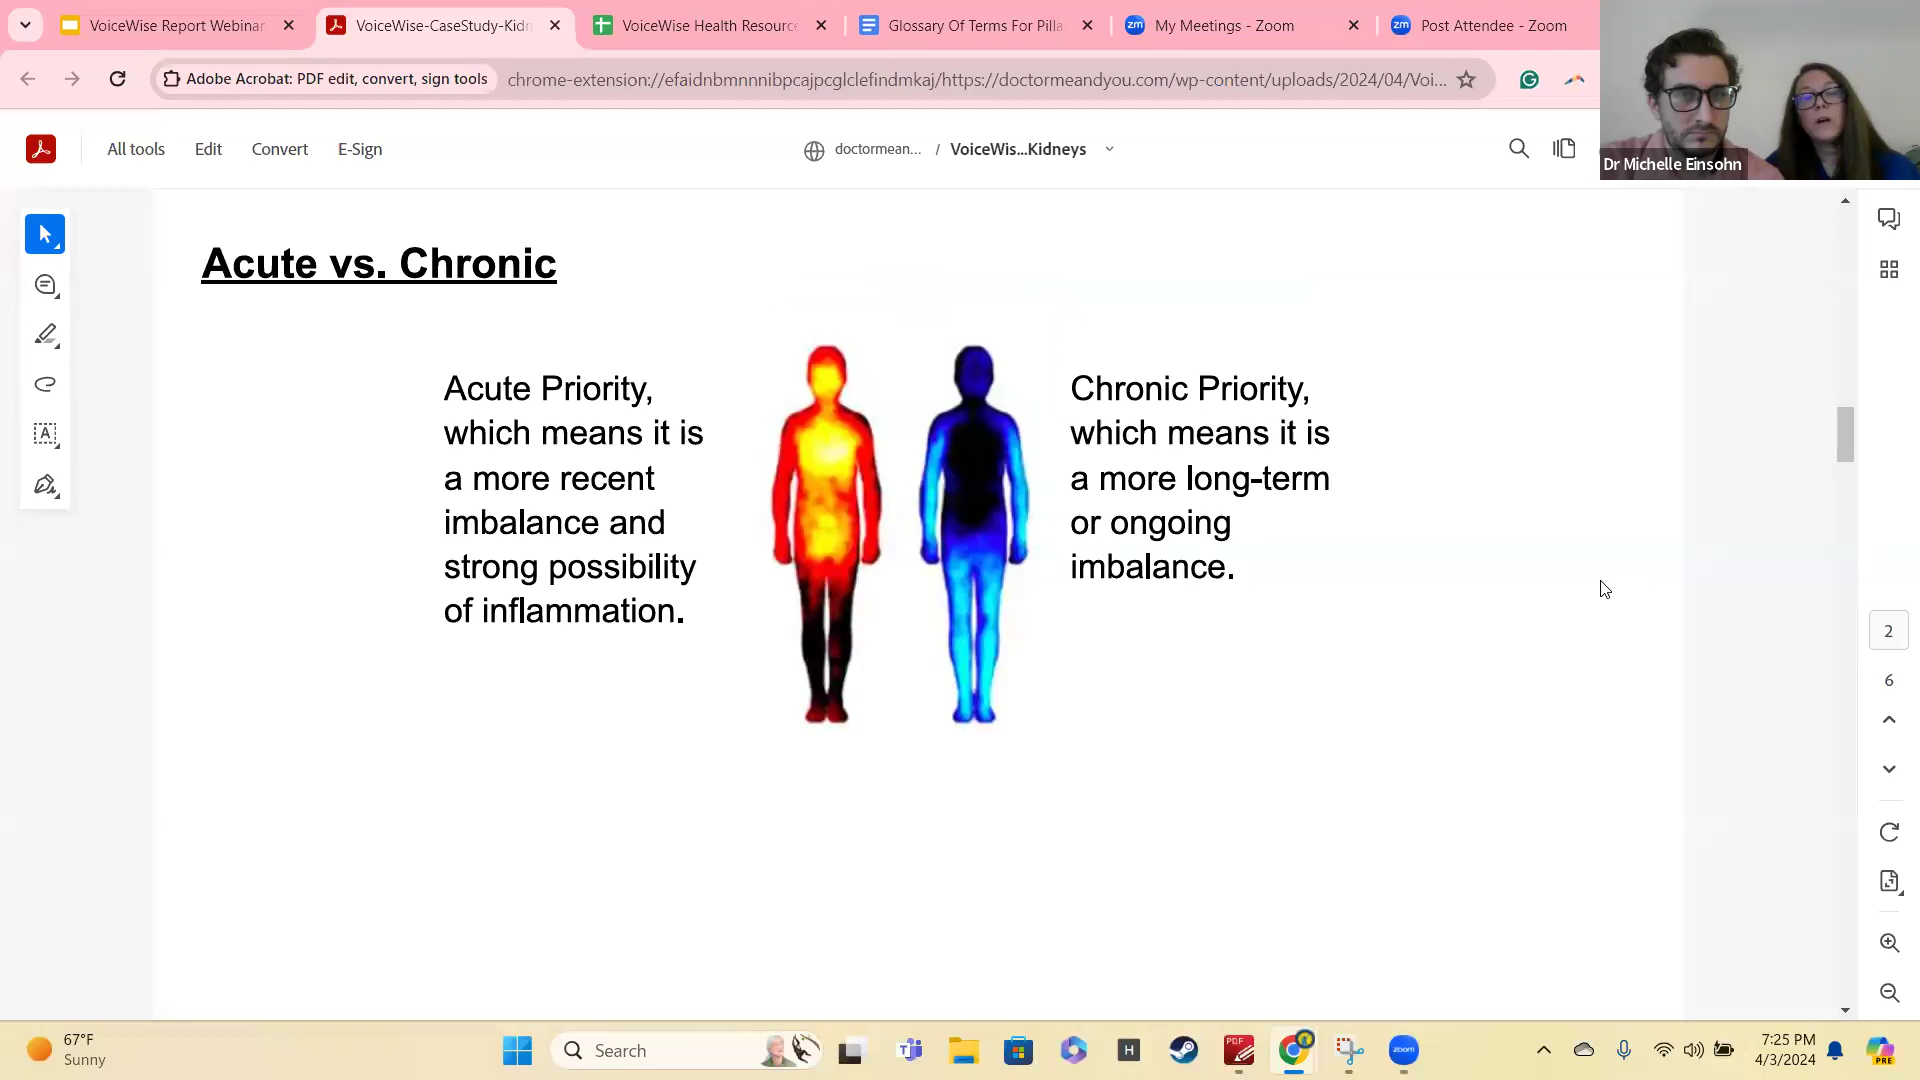 VoiceWise Report Webinar
VoiceWise-CaseStudy-Kidn
VoiceWise Health Resource
Glossary Of Terms For Pilla
My Meetings - Zoom
Post Attendee - Zoom
Adobe Acrobat: PDF edit, convert, sign tools
chrome-extension://efaidnbmnnnibpcajpcglclefindmkaj/https://doctormeandyou.com/wp-content/uploads/2024/04/Voi...
Dr Michelle Einsohn
All tools
Edit
Convert
E-Sign
doctormean... / VoiceWis...Kidneys
Acute vs. Chronic
Acute Priority,
which means it is
a more recent
imbalance and
strong possibility
of inflammation.
Chronic Priority,
which means it is
a more long-term
or ongoing
imbalance.
2
6
67°F
Sunny
Search
H
PDF
zoom
7:25 PM
4/3/2024
PRE